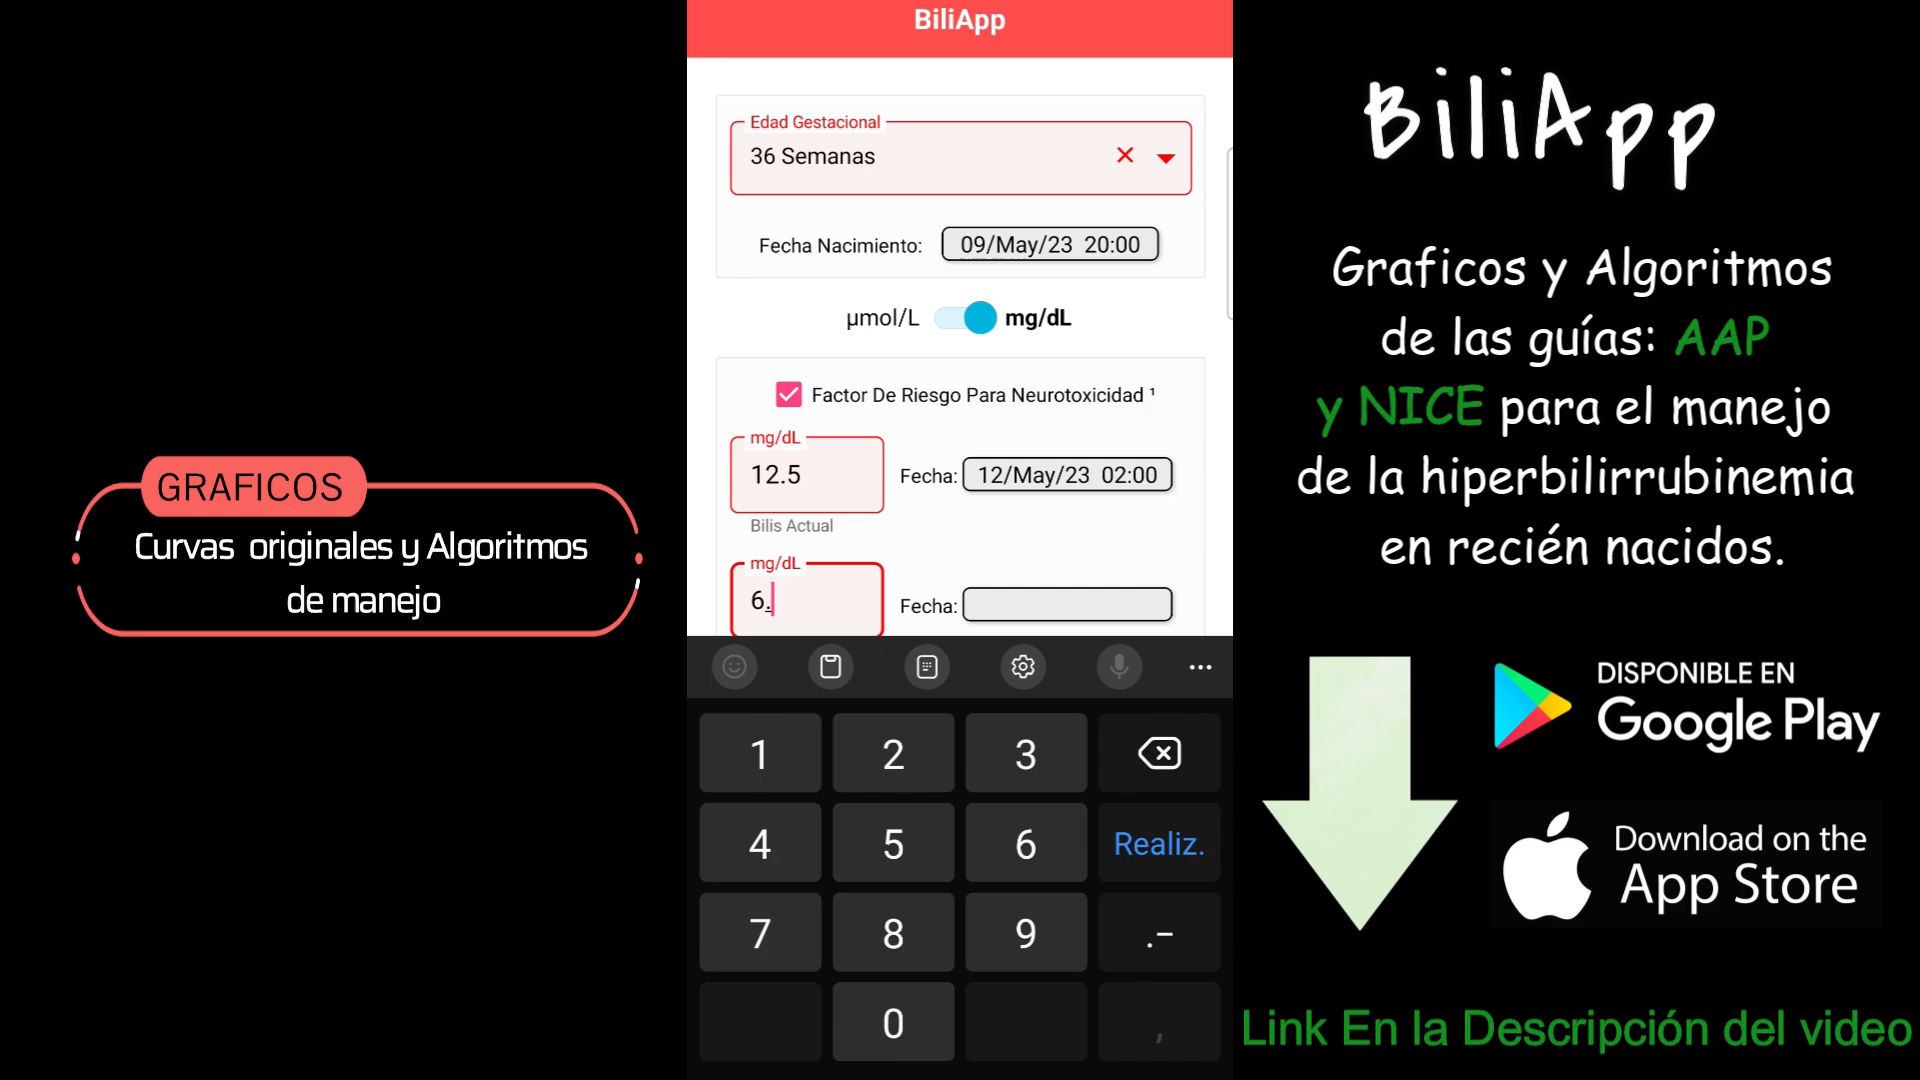 BiliApp
Edad Gestacional
36 Semanas
Fecha Nacimiento: 09/May/23 20:00
µmol/L mg/dL
Factor De Riesgo Para Neurotoxicidad ¹
mg/dL
12.5
Fecha: 12/May/23 02:00
Bilis Actual
mg/dL
6.
Fecha:
1 2 3
4 5 6 Realiz.
7 8 9 .-
0 ,
GRAFICOS
Curvas originales y Algoritmos
de manejo
BiliApp
Graficos y Algoritmos
de las guías: AAP
y NICE para el manejo
de la hiperbilirrubinemia
en recién nacidos.
DISPONIBLE EN
Google Play
Download on the
App Store
Link En la Descripción del video